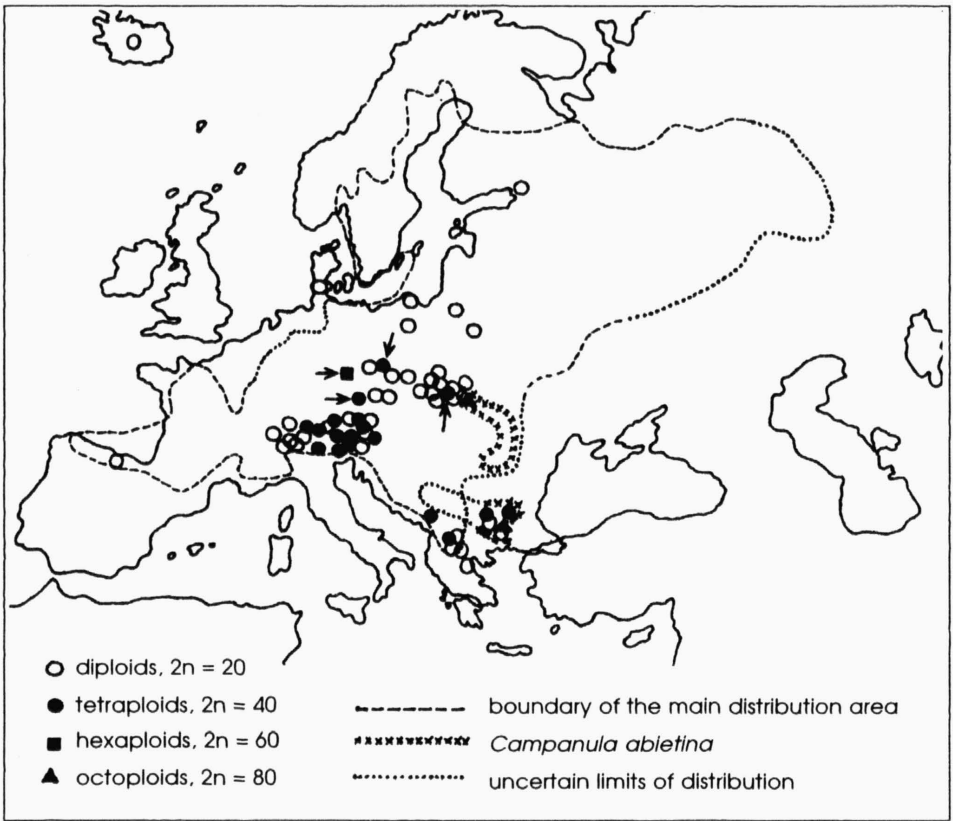 diploids, 2n = 20
tetraploids, 2n = 40
hexaploids, 2n = 60
octoploids, 2n = 80
boundary of the main distribution area
Campanula abietina
uncertain limits of distribution